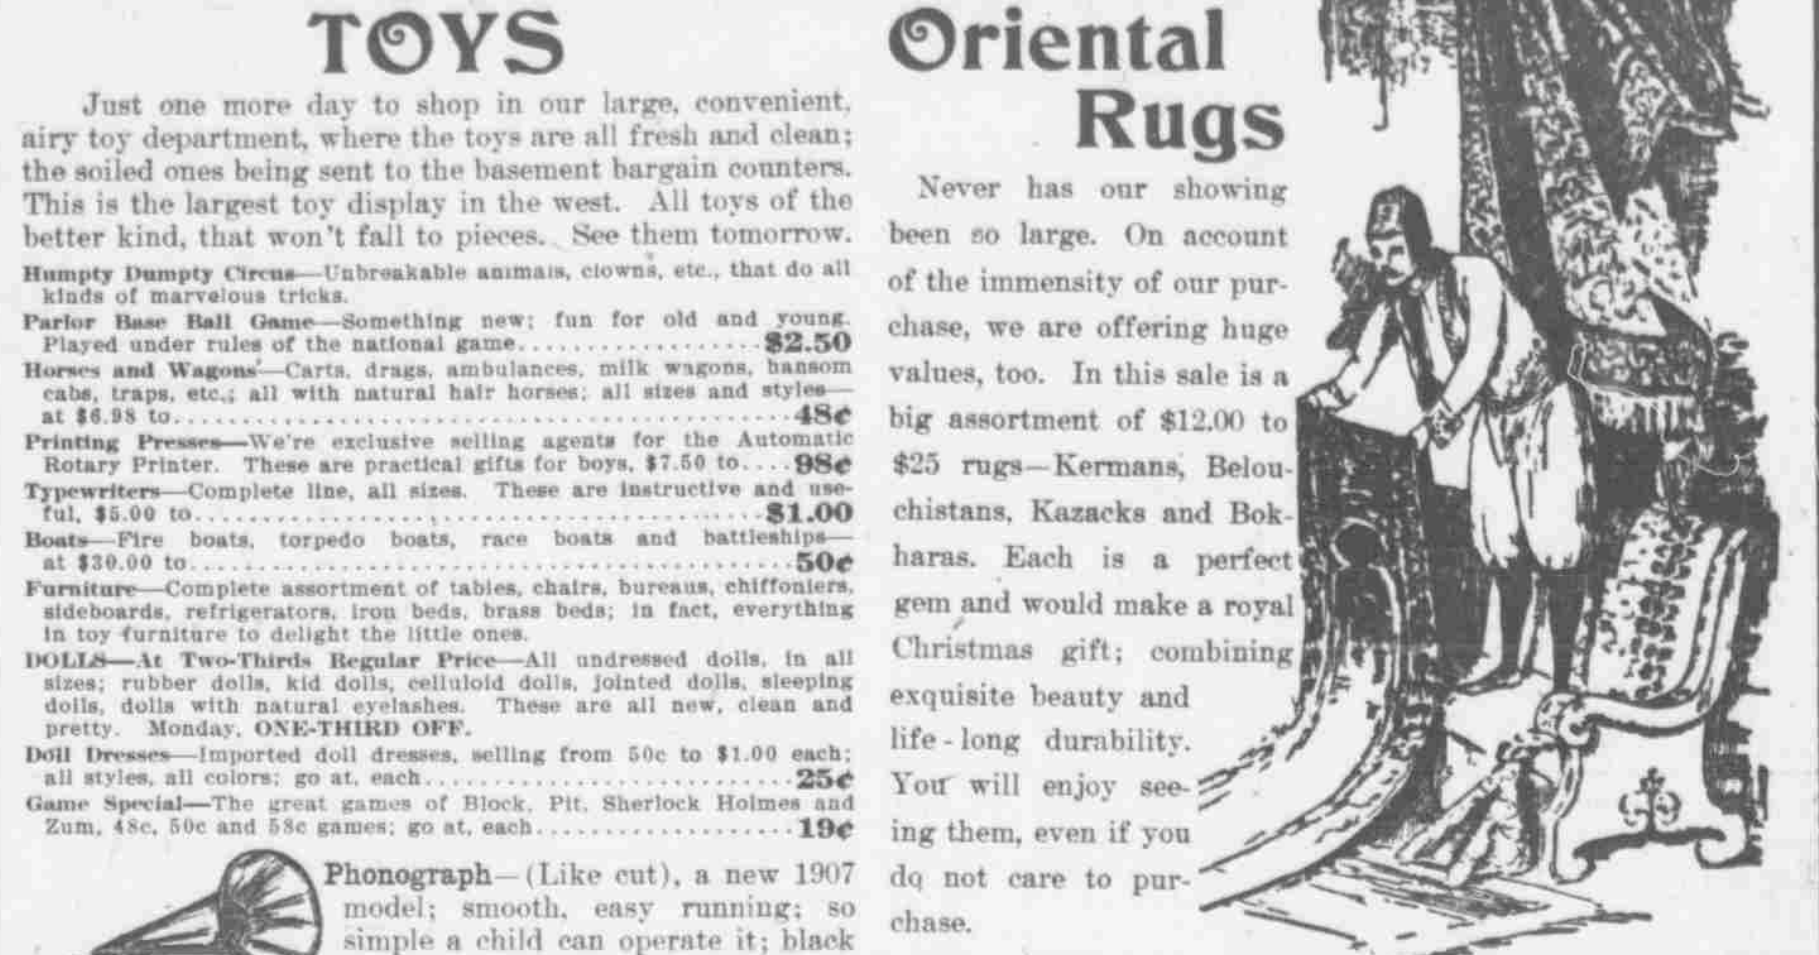 TOYS
Just one more day to shop in our large, convenient,
airy toy department, where the toys are all fresh and clean;
the soiled ones being sent to the basement bargain counters.
This is the largest toy display in the west. All toys of the
better kind, that won't fall to pieces. See them tomorrow.
Humpty Dumpty Circus—Unbreakable animals, clowns, etc., that do all
kinds of marvelous tricks.
Parlor Base Ball Game—Something new; fun for old and young.
Played under rules of the national game..................$2.50
Horses and Wagons—Carts, drags, ambulances, milk wagons, hansom
cabs, traps, etc.; all with natural hair horses; all sizes and styles—
at $6.98 to..............................................48¢
Printing Presses—We're exclusive selling agents for the Automatic
Rotary Printer. These are practical gifts for boys, $7.50 to....98¢
Typewriters—Complete line, all sizes. These are instructive and use-
ful, $5.00 to..........................................$1.00
Boats—Fire boats, torpedo boats, race boats and battleships—
at $30.00 to.............................................50¢
Furniture—Complete assortment of tables, chairs, bureaus, chiffoniers,
sideboards, refrigerators, iron beds, brass beds; in fact, everything
in toy furniture to delight the little ones.
DOLLS—At Two-Thirds Regular Price—All undressed dolls, in all
sizes; rubber dolls, kid dolls, celluloid dolls, jointed dolls, sleeping
dolls, dolls with natural eyelashes. These are all new, clean and
pretty. Monday, ONE-THIRD OFF.
Doll Dresses—Imported doll dresses, selling from 50c to $1.00 each;
all styles, all colors; go at, each...........................25¢
Game Special—The great games of Block, Pit, Sherlock Holmes and
Zum, 48c, 50c and 58c games; go at, each...................19¢
Phonograph—(Like cut), a new 1907
model; smooth, easy running; so
simple a child can operate it; black
Oriental
Rugs
Never has our showing
been so large. On account
of the immensity of our pur-
chase, we are offering huge
values, too. In this sale is a
big assortment of $12.00 to
$25 rugs—Kermans, Belou-
chistans, Kazacks and Bok-
haras. Each is a perfect
gem and would make a royal
Christmas gift; combining
exquisite beauty and
life-long durability.
You will enjoy see-
ing them, even if you
do not care to pur-
chase.